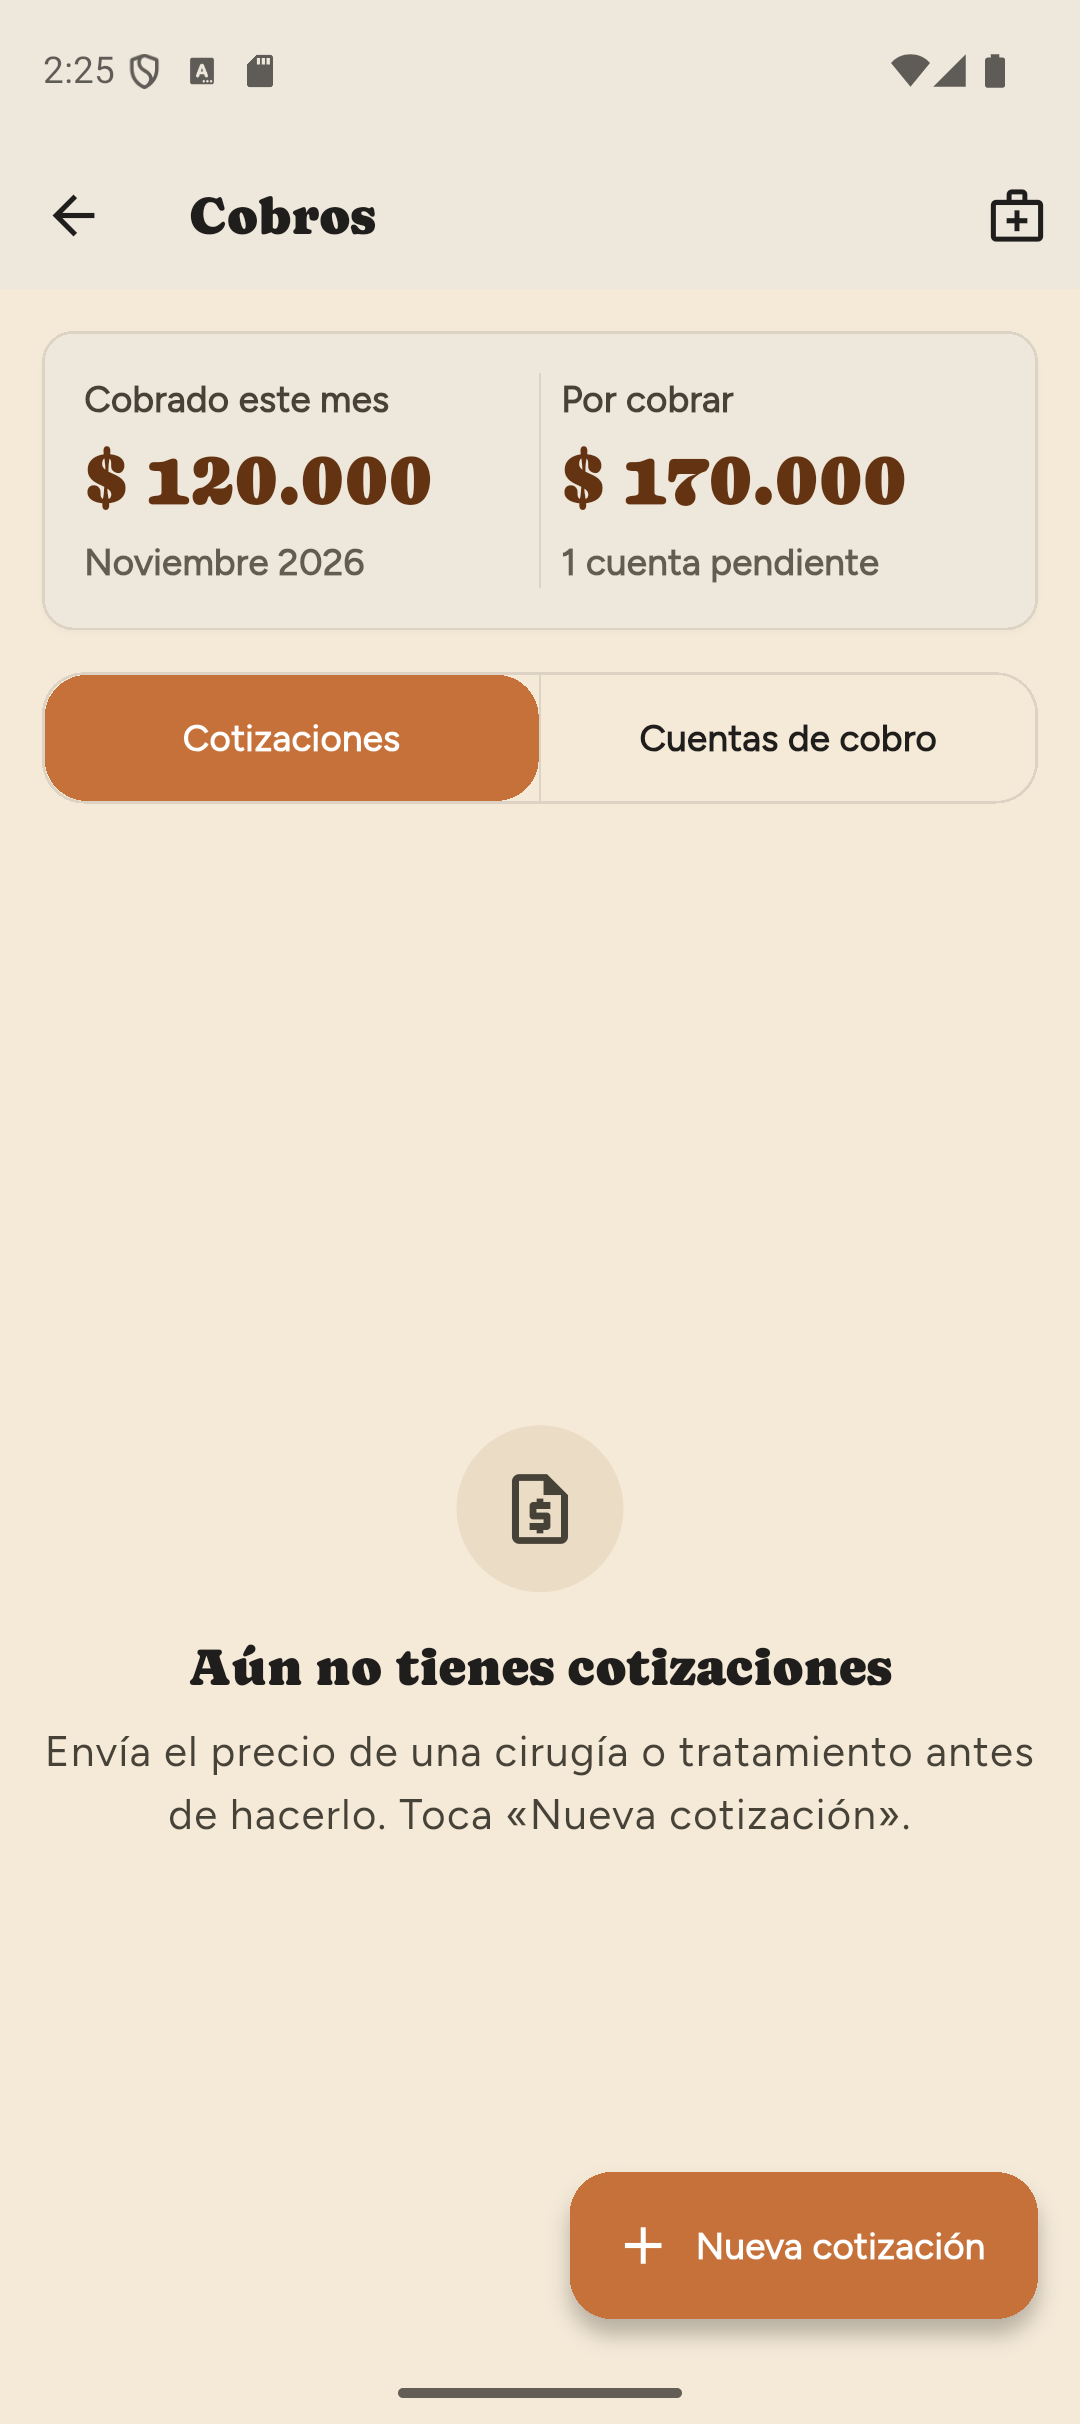 2:25
Cobros
Cobrado este mes
$ 120.000
Noviembre 2026
Por cobrar
$ 170.000
1 cuenta pendiente
Cotizaciones
Cuentas de cobro
Aún no tienes cotizaciones
Envía el precio de una cirugía o tratamiento antes
de hacerlo. Toca «Nueva cotización».
Nueva cotización